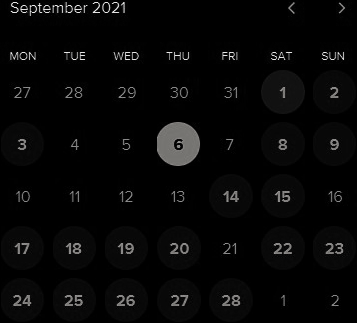 September 2021 < >
MON TUE WED THU FRI SAT SUN
27 28 29 30 31 1 2
3 4 5 6 7 8 9
10 11 12 13 14 15 16
17 18 19 20 21 22 23
24 25 26 27 28 1 2